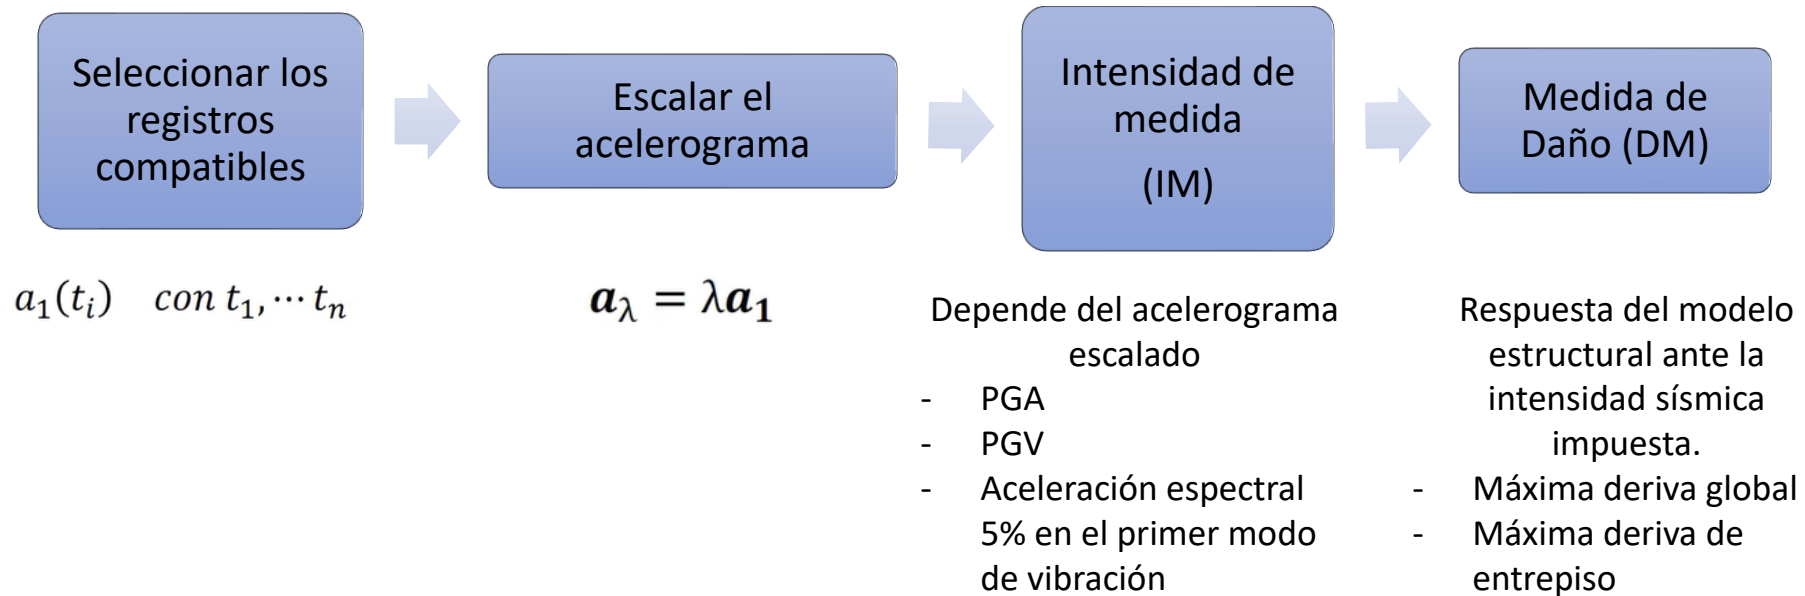 Seleccionar los
registros
compatibles
Escalar el
acelerograma
Intensidad de
medida
(IM)
Medida de
Daño (DM)
a₁(tᵢ) con t₁, ⋯ tₙ
a_λ = λa₁
Depende del acelerograma
escalado
- PGA
- PGV
- Aceleración espectral
5% en el primer modo
de vibración
Respuesta del modelo
estructural ante la
intensidad sísmica
impuesta.
- Máxima deriva global
- Máxima deriva de
entrepiso